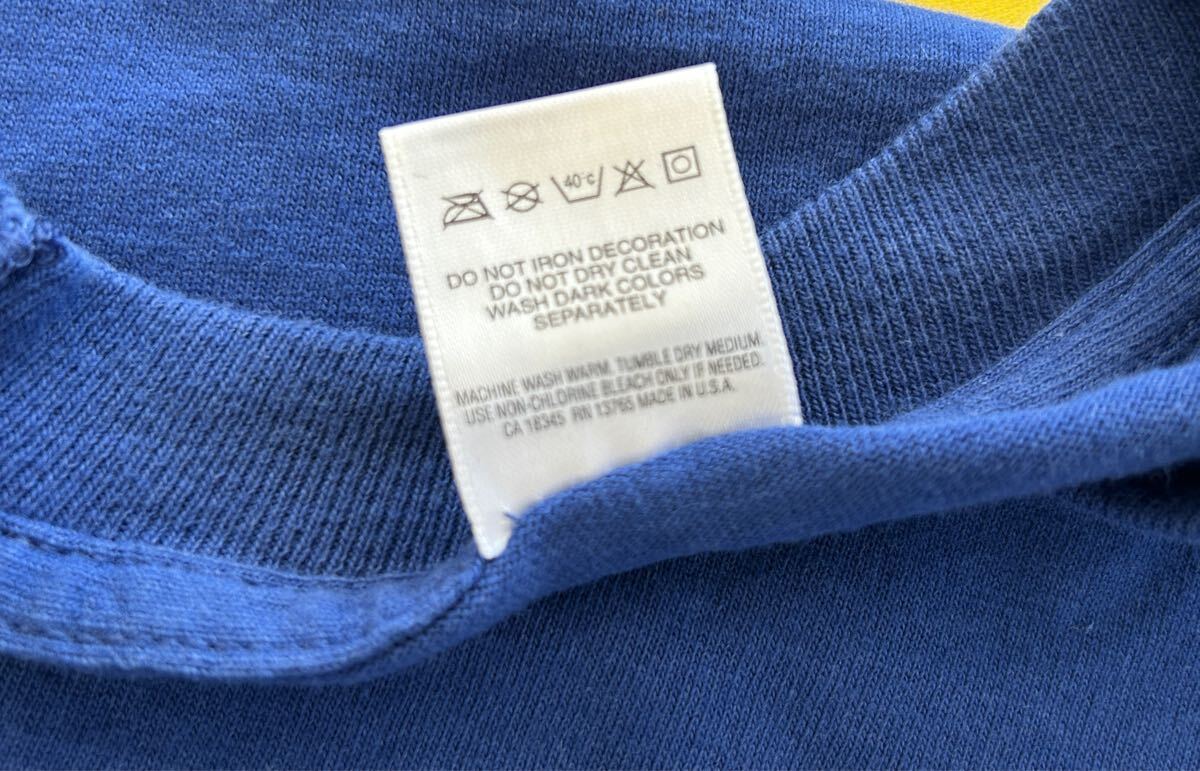 40°C
DO NOT IRON DECORATION
DO NOT DRY CLEAN
WASH DARK COLORS
SEPARATELY
MACHINE WASH WARM. TUMBLE DRY MEDIUM.
USE NON-CHLORINE BLEACH ONLY IF NEEDED.
CA 18345 RN 13765 MADE IN U.S.A.